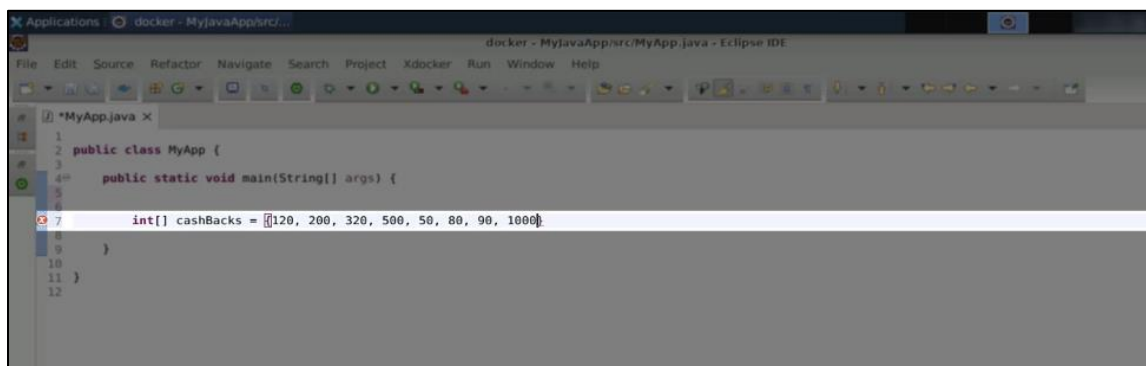 Applications docker - MyJavaApp/src/...
docker - MyJavaApp/src/MyApp.java - Eclipse IDE
File Edit Source Refactor Navigate Search Project Xdocker Run Window Help
*MyApp.java
1
2 public class MyApp {
3
4 public static void main(String[] args) {
5
6
7 int[] cashBacks = {120, 200, 320, 500, 50, 80, 90, 1000}
8
9 }
10
11 }
12